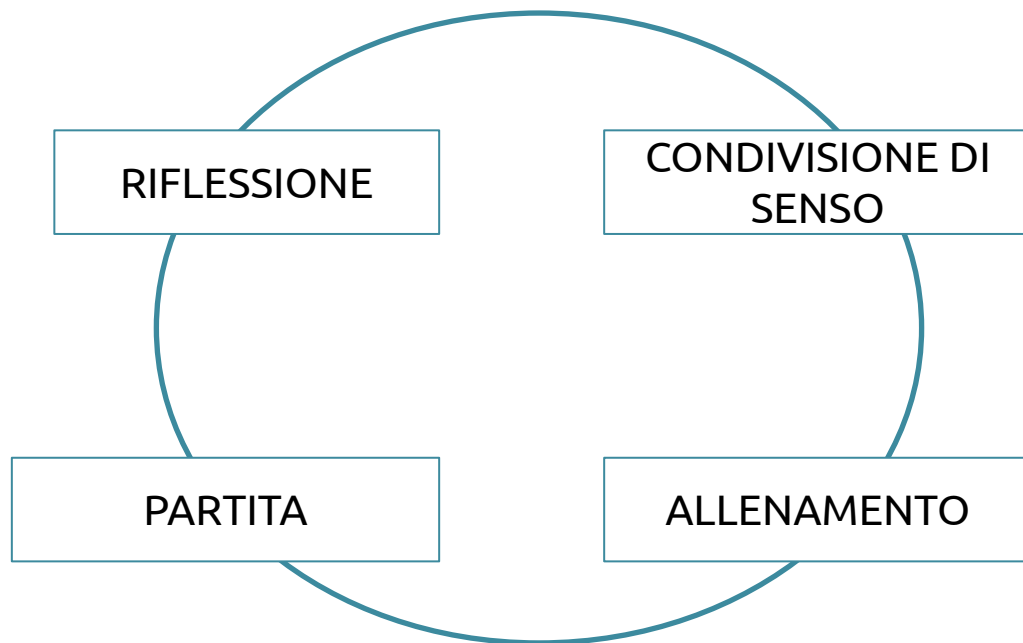 RIFLESSIONE
CONDIVISIONE DI
SENSO
PARTITA
ALLENAMENTO